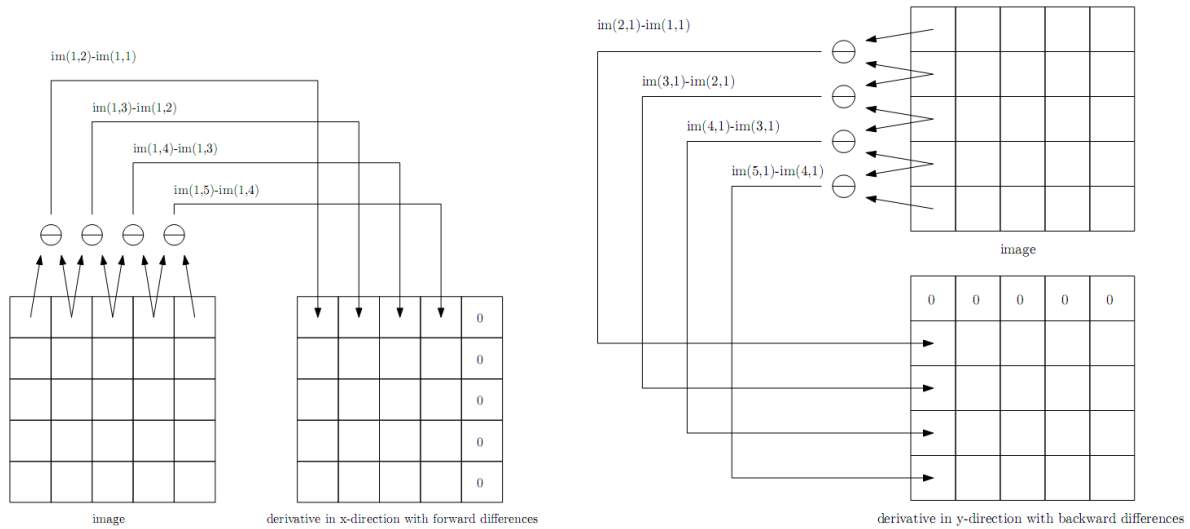 im(1,2)-im(1,1)
im(1,3)-im(1,2)
im(1,4)-im(1,3)
im(1,5)-im(1,4)
0
0
0
0
0
image
derivative in x-direction with forward differences
im(2,1)-im(1,1)
im(3,1)-im(2,1)
im(4,1)-im(3,1)
im(5,1)-im(4,1)
image
0 0 0 0 0
derivative in y-direction with backward differences